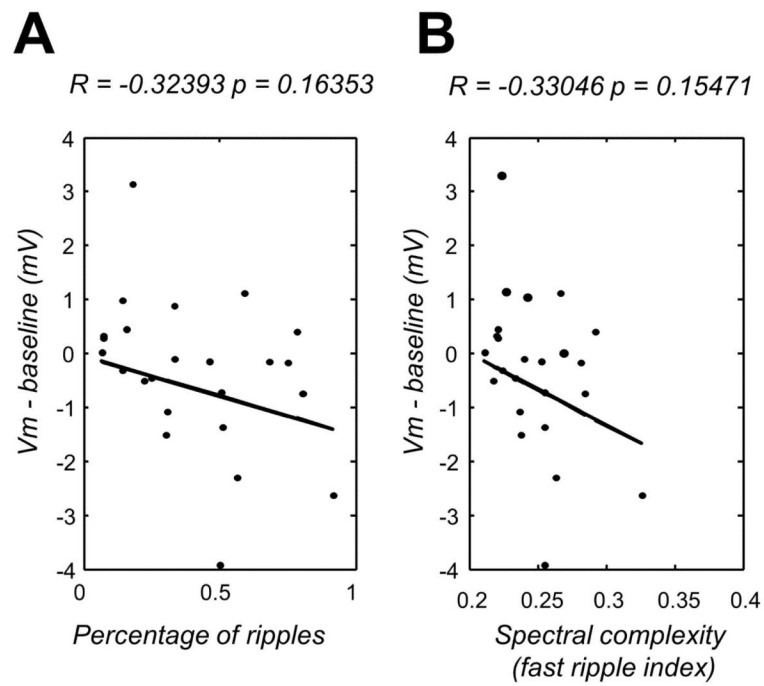 A
B
R = -0.32393 p = 0.16353
R = -0.33046 p = 0.15471
4
3
2
1
0
-1
-2
-3
-4
Vm - baseline (mV)
0
0.5
1
Percentage of ripples
4
3
2
1
0
-1
-2
-3
-4
Vm - baseline (mV)
0.2
0.25
0.3
0.35
0.4
Spectral complexity
(fast ripple index)